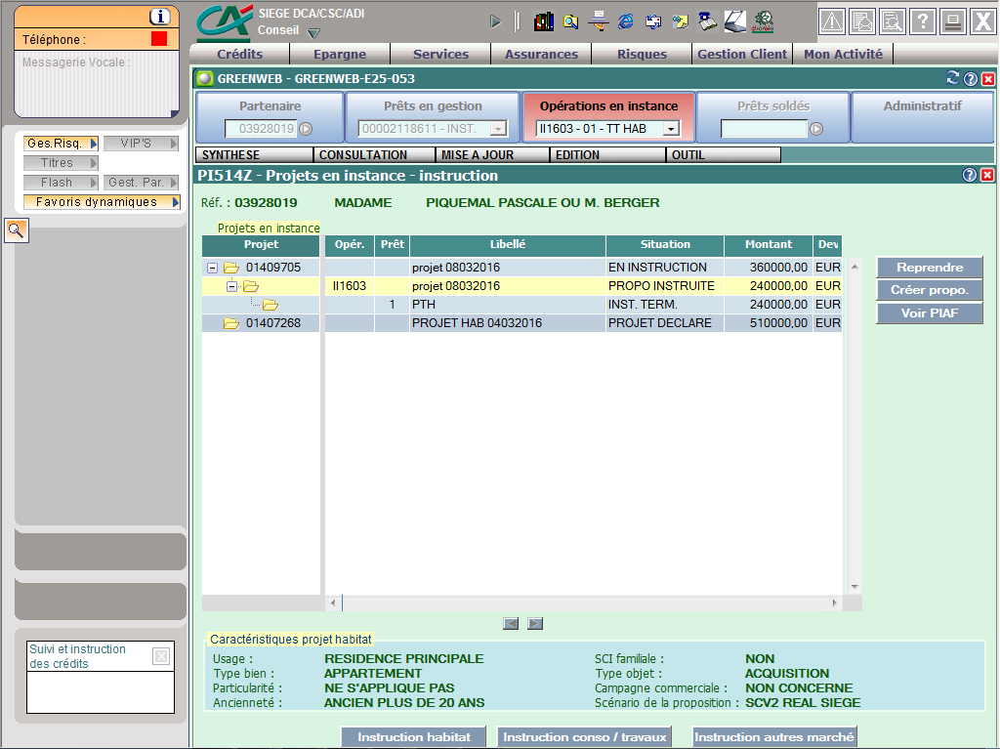 SIEGE DCA/CSC/ADI
Conseil
Téléphone :
Messagerie Vocale :
Crédits Epargne Services Assurances Risques Gestion Client Mon Activité
GREENWEB - GREENWEB-E25-053
Partenaire Prêts en gestion Opérations en instance Prêts soldés Administratif
03928019 00002118611 - INST. II1603 - 01 - TT HAB
Ges.Risq. VIP'S
Titres
Flash Gest. Par.
Favoris dynamiques
SYNTHESE CONSULTATION MISE A JOUR EDITION OUTIL
PI514Z - Projets en instance - instruction
Réf. : 03928019 MADAME PIQUEMAL PASCALE OU M. BERGER
Projets en instance
Projet Opér. Prêt Libellé Situation Montant Dev
01409705 projet 08032016 EN INSTRUCTION 360000,00 EUR
II1603 projet 08032016 PROPO INSTRUITE 240000,00 EUR
1 PTH INST. TERM. 240000,00 EUR
01407268 PROJET HAB 04032016 PROJET DECLARE 510000,00 EUR
Reprendre
Créer propo.
Voir PIAF
Caractéristiques projet habitat
Usage : RESIDENCE PRINCIPALE SCI familiale : NON
Type bien : APPARTEMENT Type objet : ACQUISITION
Particularité : NE S'APPLIQUE PAS Campagne commerciale : NON CONCERNE
Ancienneté : ANCIEN PLUS DE 20 ANS Scénario de la proposition : SCV2 REAL SIEGE
Suivi et instruction
des crédits
Instruction habitat Instruction conso / travaux Instruction autres marché